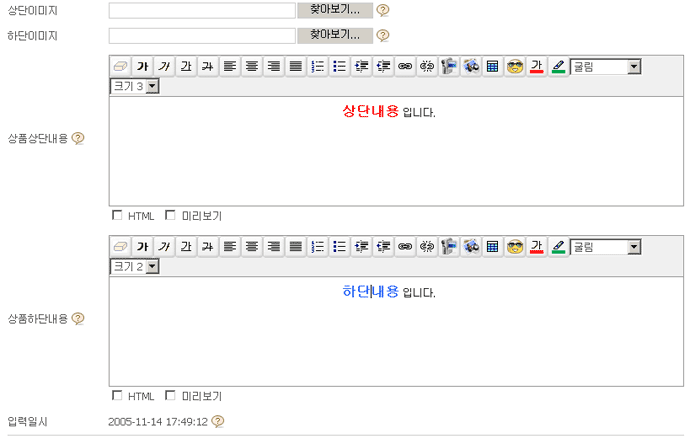 상단이미지 찾아보기... ?
하단이미지 찾아보기... ?
가 가 가 가 가 굴림
크기 3
상단내용 입니다.
상품상단내용 ?
HTML 미리보기
가 가 가 가 가 굴림
크기 2
하단내용 입니다.
상품하단내용 ?
HTML 미리보기
입력일시 2005-11-14 17:49:12 ?